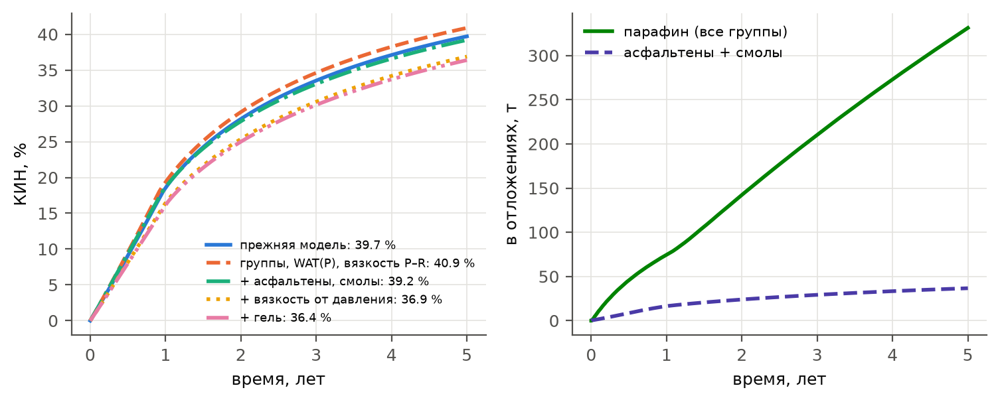 КИН, %
40
35
30
25
20
15
10
5
0
прежняя модель: 39.7 %
группы, WAT(P), вязкость P–R: 40.9 %
+ асфальтены, смолы: 39.2 %
+ вязкость от давления: 36.9 %
+ гель: 36.4 %
0 1 2 3 4 5
время, лет
в отложениях, т
300
250
200
150
100
50
0
парафин (все группы)
асфальтены + смолы
0 1 2 3 4 5
время, лет